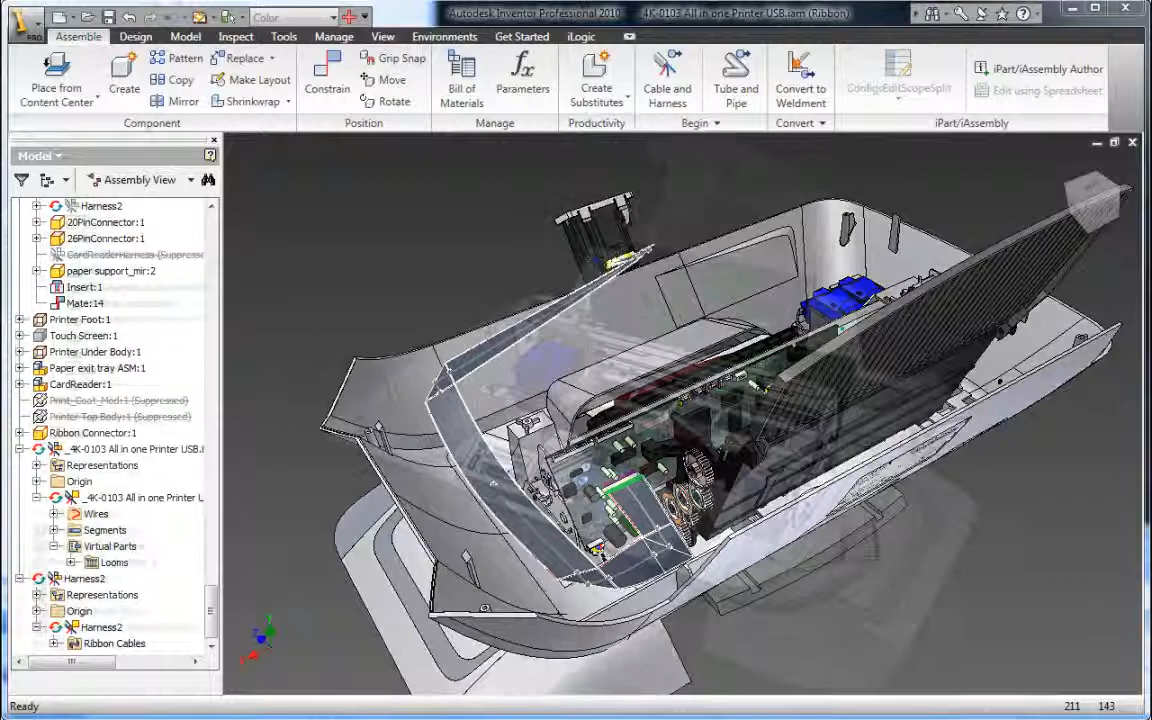 Color
Autodesk Inventor Professional 2010 _4K-0103 All in one Printer USB.iam (Ribbon)
PRO
Assemble Design Model Inspect Tools Manage View Environments Get Started iLogic
Place from Content Center
Create
Pattern
Copy
Mirror
Replace
Make Layout
Shrinkwrap
Constrain
Grip Snap
Move
Rotate
Bill of Materials
Parameters
Create Substitutes
Cable and Harness
Tube and Pipe
Convert to Weldment
ConfigsEditScopeSplit
iPart/iAssembly Author
Edit using Spreadsheet
Component Position Manage Productivity Begin Convert iPart/iAssembly
Model
Assembly View
Harness2
20PinConnector:1
26PinConnector:1
CardReaderHarness (Suppress
paper support_mir:2
Insert:1
Mate:14
Printer Foot:1
Touch Screen:1
Printer Under Body:1
Paper exit tray ASM:1
CardReader:1
Print_Coat_Mod:1 (Suppressed)
Printer Top Body:1 (Suppressed)
Ribbon Connector:1
_4K-0103 All in one Printer USB.i
Representations
Origin
_4K-0103 All in one Printer U
Wires
Segments
Virtual Parts
Looms
Harness2
Representations
Origin
Harness2
Ribbon Cables
Ready
211 143